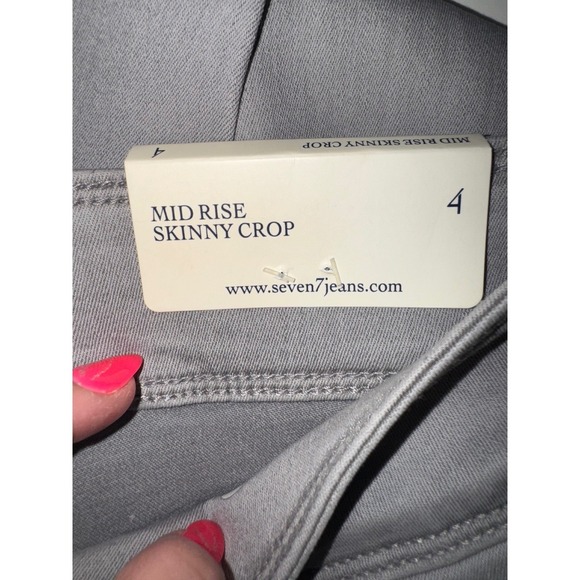 4 MID RISE SKINNY CROP
MID RISE 4
SKINNY CROP
www.seven7jeans.com